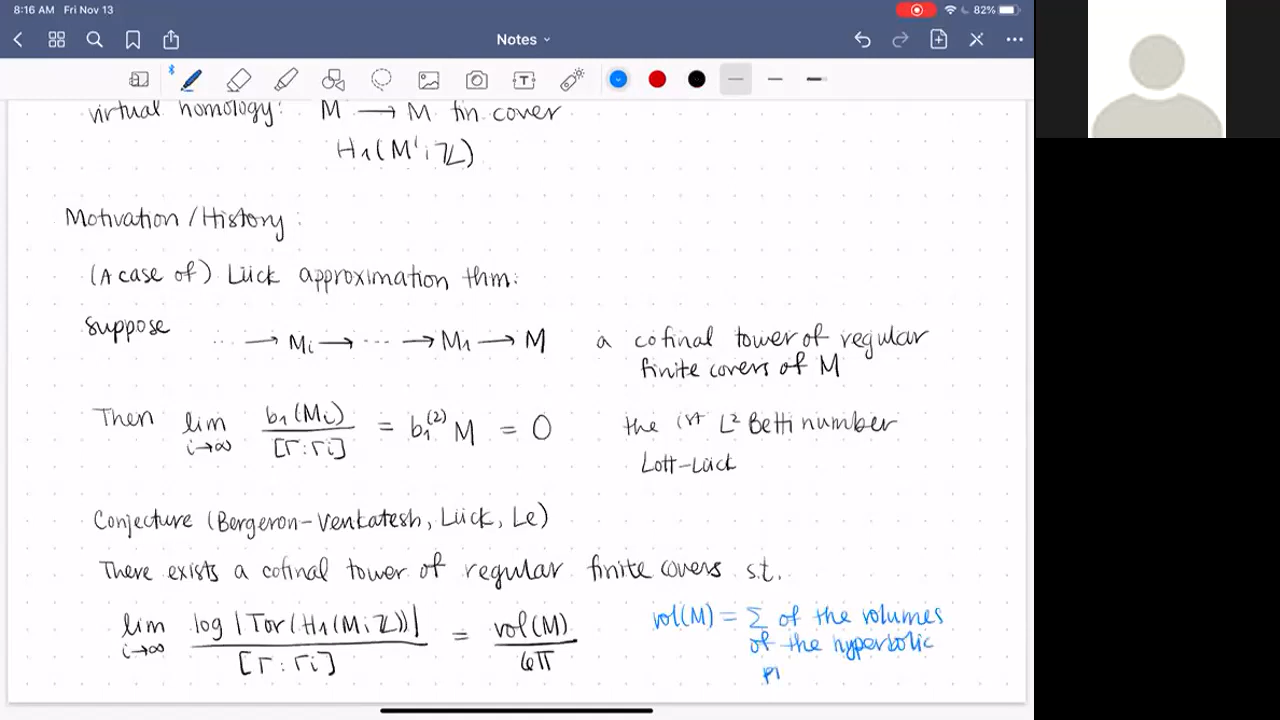 8:16 AM Fri Nov 13
82%
Notes
virtual homology: M → M fin cover
H₁(M'; ℤ)
Motivation / History:
(A case of) Lück approximation thm:
Suppose ··· → Mi → ··· → M₁ → M a cofinal tower of regular
finite covers of M
Then lim i→∞ b₁(Mi) / [Γ:Γi] = b₁⁽²⁾ M = 0 the 1st L² Betti number
Lott-Lück
Conjecture (Bergeron-Venkatesh, Lück, Le)
There exists a cofinal tower of regular finite covers s.t.
lim i→∞ log |Tor(H₁(Mi; ℤ))| / [Γ:Γi] = vol(M) / 6π
vol(M) = Σ of the volumes
of the hyperbolic